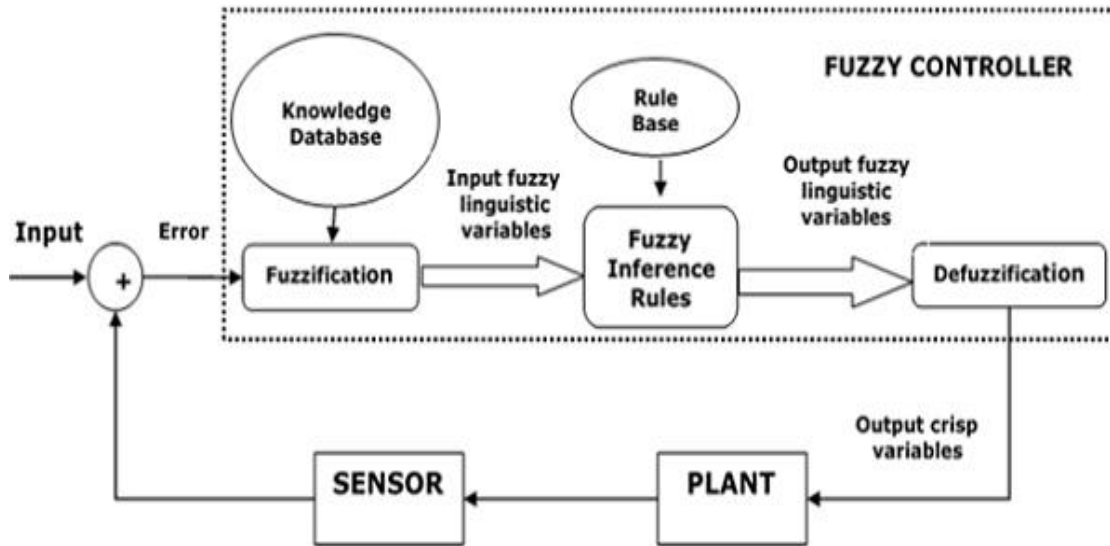 FUZZY CONTROLLER
Knowledge
Database
Rule
Base
Input fuzzy
linguistic
variables
Output fuzzy
linguistic
variables
Input
Error
+
Fuzzification
Fuzzy
Inference
Rules
Defuzzification
Output crisp
variables
SENSOR
PLANT